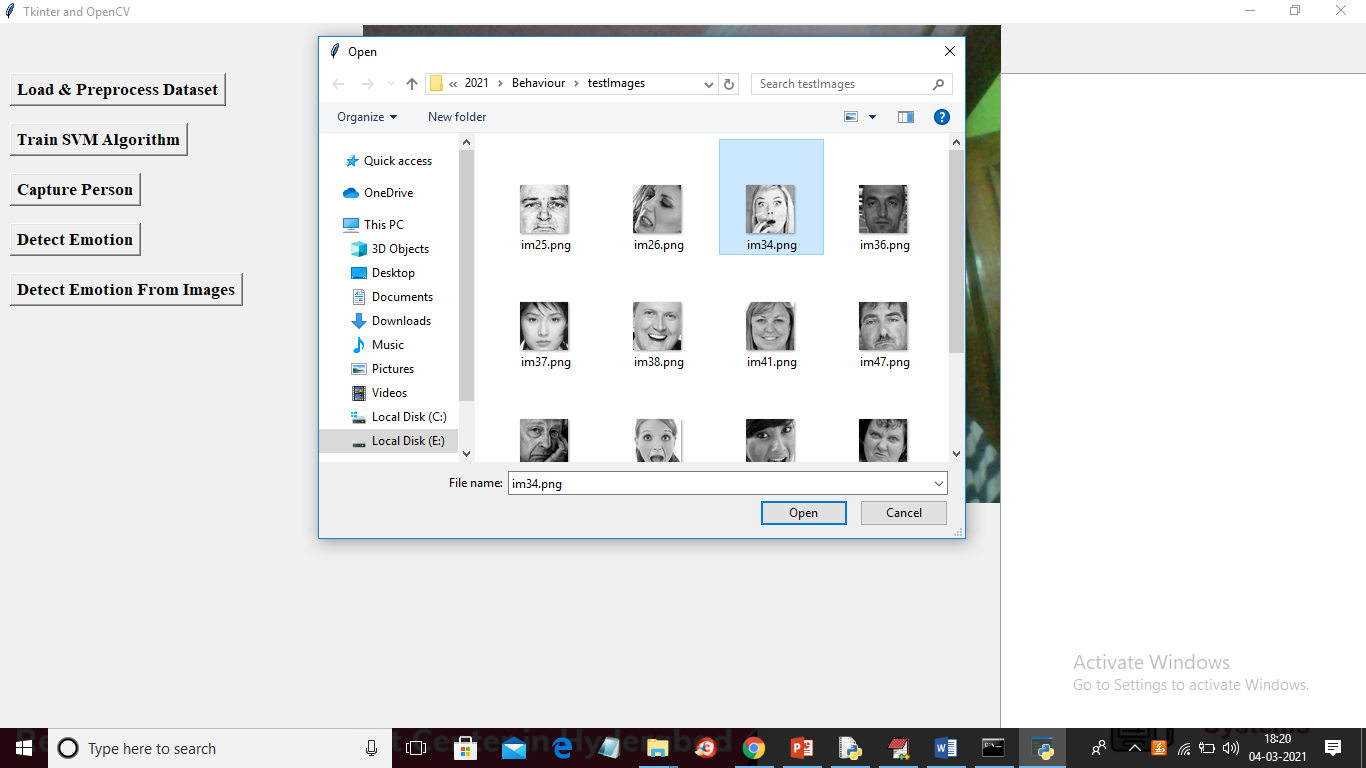 Tkinter and OpenCV
Load & Preprocess Dataset
Train SVM Algorithm
Capture Person
Detect Emotion
Detect Emotion From Images
Open
« 2021 › Behaviour › testImages
Search testImages
Organize
New folder
Quick access
OneDrive
This PC
3D Objects
Desktop
Documents
Downloads
Music
Pictures
Videos
Local Disk (C:)
Local Disk (E:)
im25.png
im26.png
im34.png
im36.png
im37.png
im38.png
im41.png
im47.png
File name:
im34.png
Open
Cancel
Activate Windows
Go to Settings to activate Windows.
Type here to search
18:20
04-03-2021